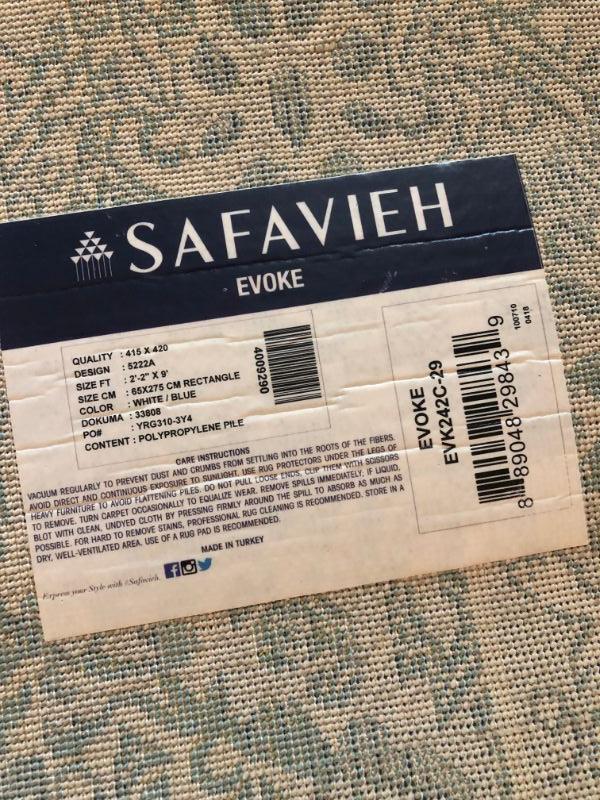 SAFAVIEH
EVOKE
QUALITY : 415 X 420
DESIGN : 5222A
SIZE FT : 2'-2" X 9'
SIZE CM : 65X275 CM RECTANGLE
COLOR : WHITE / BLUE
DOKUMA : 33808
PO# : YRG310-3Y4
CONTENT : POLYPROPYLENE PILE
4009290
EVOKE
EVK242C-29
8 89048 29843 9
100710
0418
CARE INSTRUCTIONS
VACUUM REGULARLY TO PREVENT DUST AND CRUMBS FROM SETTLING INTO THE ROOTS OF THE FIBERS.
AVOID DIRECT AND CONTINUOUS EXPOSURE TO SUNLIGHT. USE RUG PROTECTORS UNDER THE LEGS OF
HEAVY FURNITURE TO AVOID FLATTENING PILES. DO NOT PULL LOOSE ENDS, CLIP THEM WITH SCISSORS
TO REMOVE. TURN CARPET OCCASIONALLY TO EQUALIZE WEAR. REMOVE SPILLS IMMEDIATELY. IF LIQUID,
BLOT WITH CLEAN, UNDYED CLOTH BY PRESSING FIRMLY AROUND THE SPILL TO ABSORB AS MUCH AS
POSSIBLE. FOR HARD TO REMOVE STAINS, PROFESSIONAL RUG CLEANING IS RECOMMENDED. STORE IN A
DRY, WELL-VENTILATED AREA. USE OF A RUG PAD IS RECOMMENDED.
MADE IN TURKEY
Express your Style with #Safavieh.